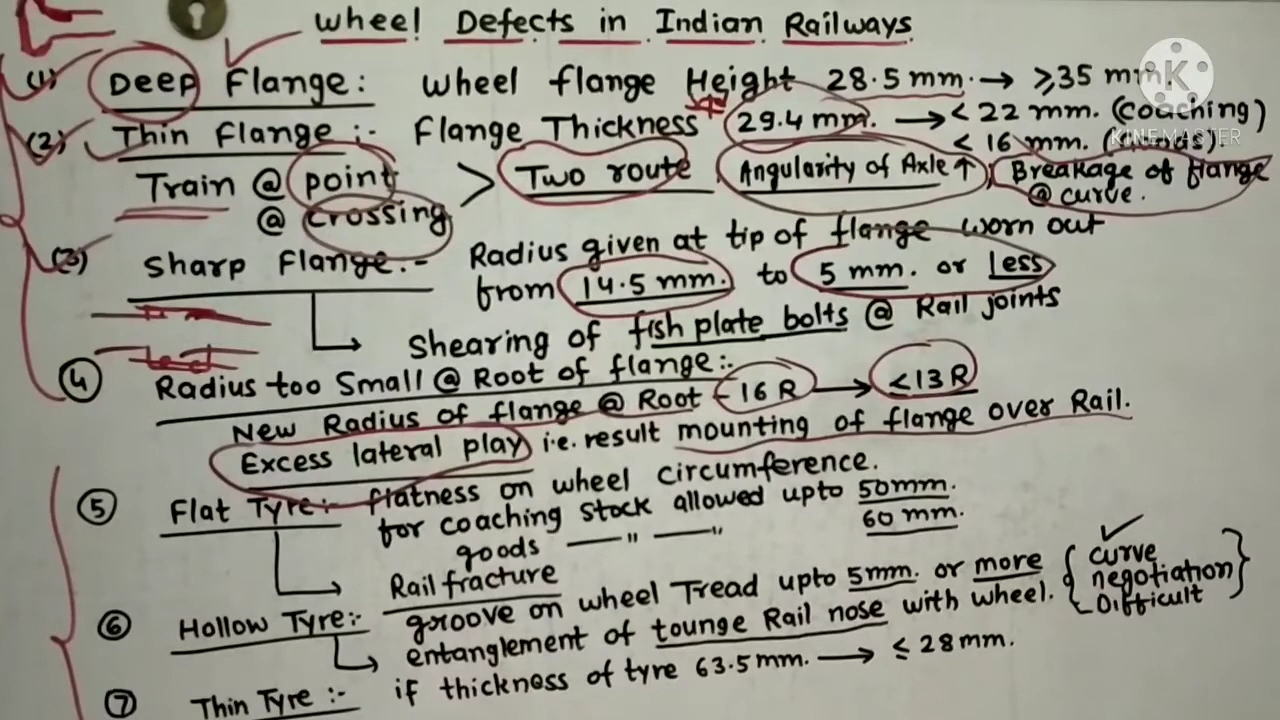 Wheel Defects in Indian Railways
(1) Deep Flange: Wheel flange Height 28.5 mm. → ≥35 mm
(2) Thin flange :- Flange Thickness 29.4 mm. → < 22 mm. (Coaching)
< 16 mm. (Goods).
Train @ point > Two route, Angularity of Axle ↑, Breakage of flange
@ crossing @ curve.
(3) Sharp Flange.- Radius given at tip of flange worn out
from 14.5 mm. to 5 mm. or less
Shearing of fish plate bolts @ Rail joints
④ Radius too Small @ Root of flange:-
New Radius of flange @ Root - 16 R → <13 R
Excess lateral play i.e. result mounting of flange over Rail.
⑤ Flat Tyre:- flatness on wheel circumference.
for coaching stock allowed upto 50mm.
goods — " — " 60 mm.
Rail fracture
⑥ Hollow Tyre:- groove on wheel Tread upto 5mm. or more { curve
negotiation
Difficult }
entanglement of tounge Rail nose with wheel.
⑦ Thin Tyre :- if thickness of tyre 63.5 mm. → ≤ 28 mm.
K
KINEMASTER